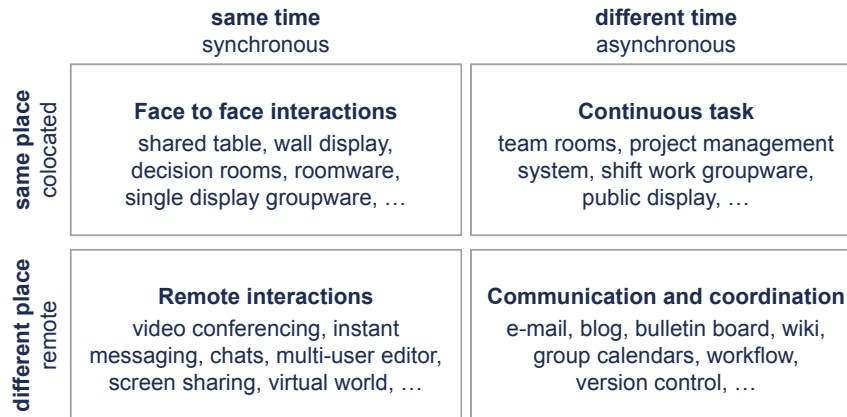 same time
synchronous
different time
asynchronous
same place
colocated
Face to face interactions
shared table, wall display,
decision rooms, roomware,
single display groupware, …
Continuous task
team rooms, project management
system, shift work groupware,
public display, …
different place
remote
Remote interactions
video conferencing, instant
messaging, chats, multi-user editor,
screen sharing, virtual world, …
Communication and coordination
e-mail, blog, bulletin board, wiki,
group calendars, workflow,
version control, …